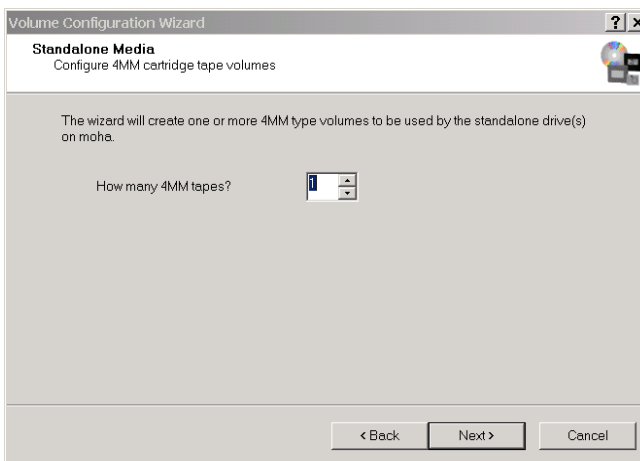 Volume Configuration Wizard
Standalone Media
Configure 4MM cartridge tape volumes
The wizard will create one or more 4MM type volumes to be used by the standalone drive(s)
on moha.
How many 4MM tapes? 1
< Back Next > Cancel